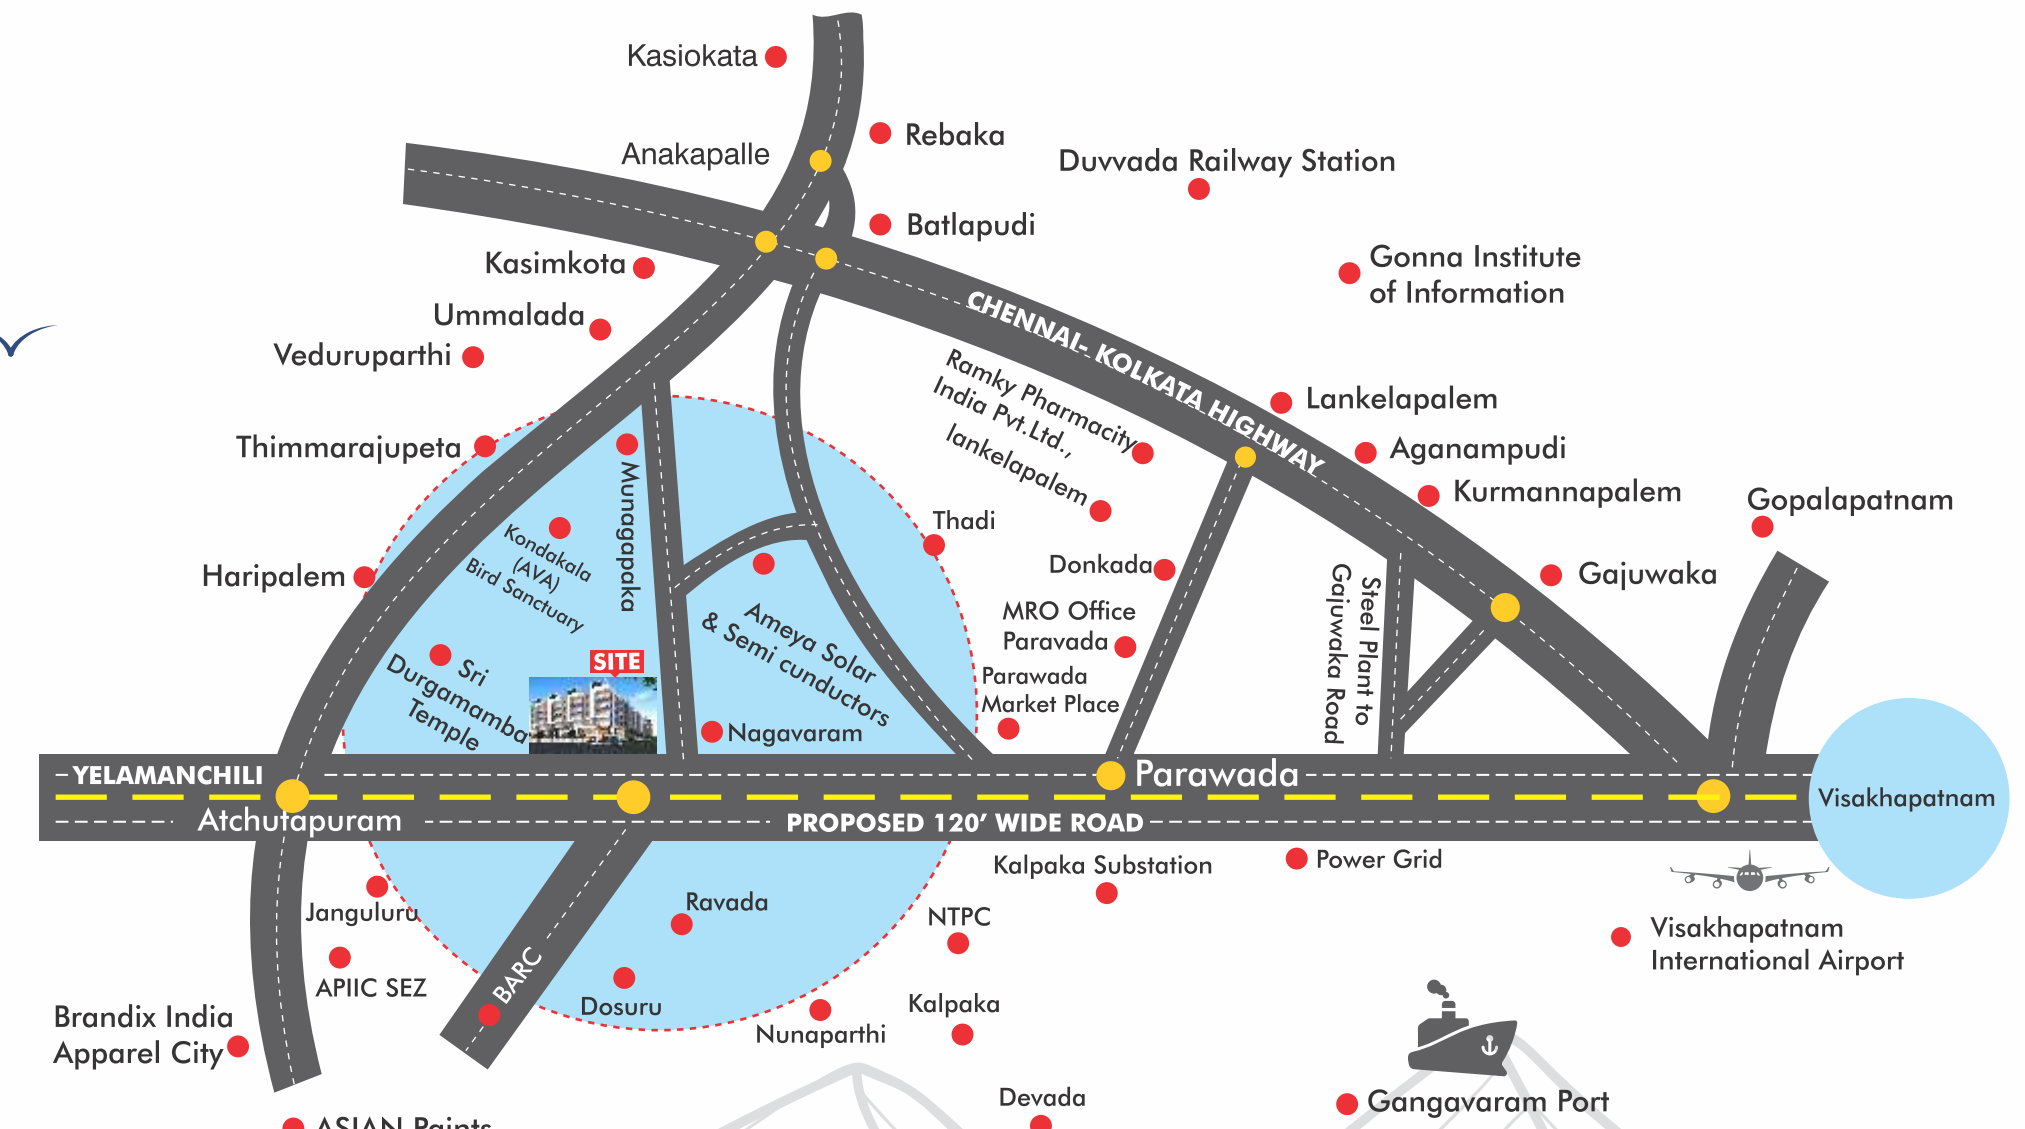 Kasiokata
Rebaka
Anakapalle
Duvvada Railway Station
Batlapudi
Gonna Institute
of Information
Kasimkota
Ummalada
Veduruparthi
CHENNAI- KOLKATA HIGHWAY
Ramky Pharmacity
India Pvt.Ltd.,
lankelapalem
Lankelapalem
Aganampudi
Kurmannapalem
Gopalapatnam
Thimmarajupeta
Munagapaka
Thadi
Kondakala
(AVA)
Bird Sanctuary
Donkada
Gajuwaka
Haripalem
MRO Office
Paravada
Steel Plant to
Gajuwaka Road
Ameya Solar
& Semi cunductors
SITE
Sri
Durgamamba
Temple
Parawada
Market Place
Nagavaram
YELAMANCHILI
Parawada
Visakhapatnam
Atchutapuram
PROPOSED 120' WIDE ROAD
Kalpaka Substation
Power Grid
Janguluru
Ravada
NTPC
Visakhapatnam
International Airport
BARC
APIIC SEZ
Dosuru
Kalpaka
Nunaparthi
Brandix India
Apparel City
Devada
Gangavaram Port
ASIAN Paints